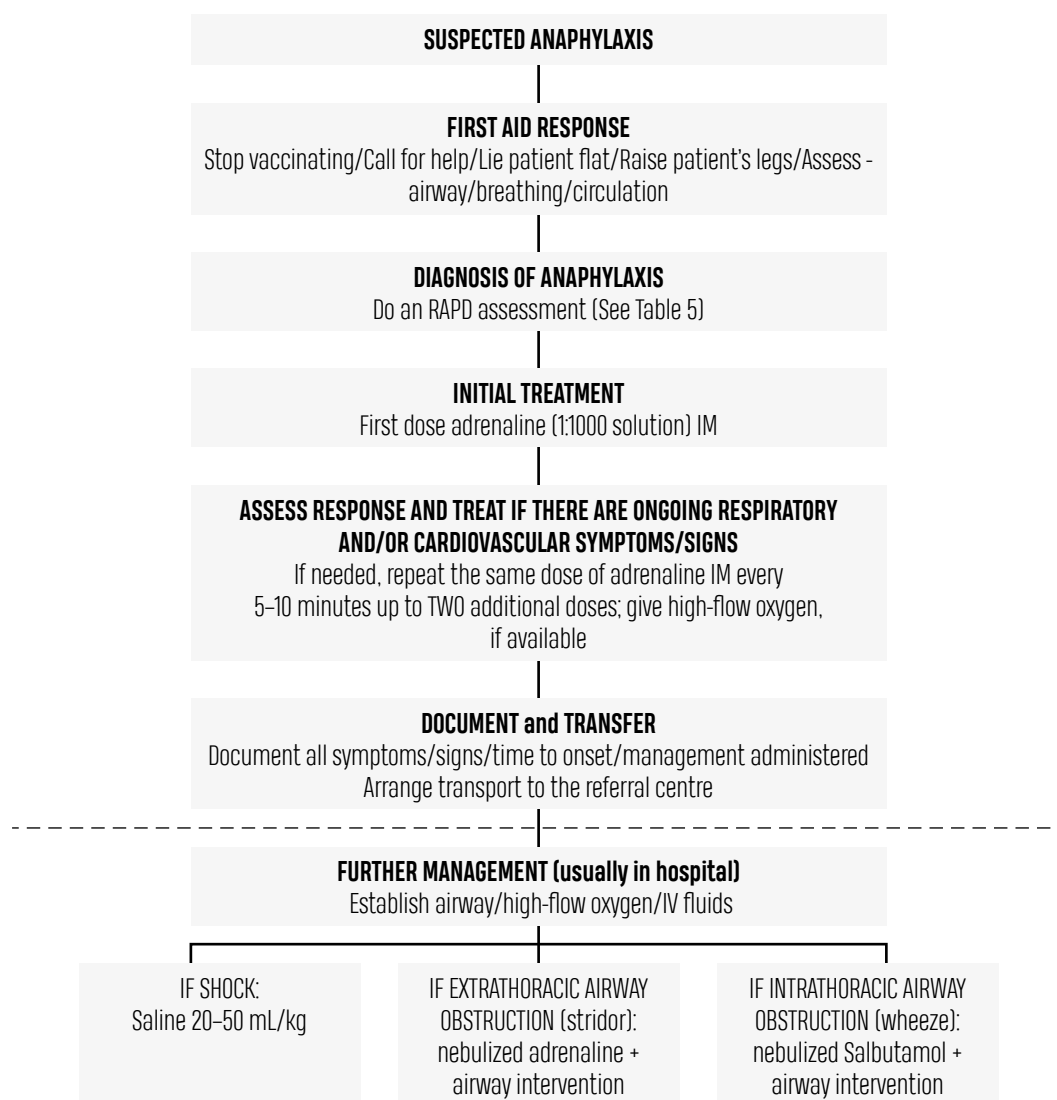 SUSPECTED ANAPHYLAXIS
FIRST AID RESPONSE
Stop vaccinating/Call for help/Lie patient flat/Raise patient's legs/Assess -
airway/breathing/circulation
DIAGNOSIS OF ANAPHYLAXIS
Do an RAPD assessment (See Table 5)
INITIAL TREATMENT
First dose adrenaline (1:1000 solution) IM
ASSESS RESPONSE AND TREAT IF THERE ARE ONGOING RESPIRATORY
AND/OR CARDIOVASCULAR SYMPTOMS/SIGNS
If needed, repeat the same dose of adrenaline IM every
5–10 minutes up to TWO additional doses; give high-flow oxygen,
if available
DOCUMENT and TRANSFER
Document all symptoms/signs/time to onset/management administered
Arrange transport to the referral centre
FURTHER MANAGEMENT (usually in hospital)
Establish airway/high-flow oxygen/IV fluids
IF SHOCK:
Saline 20–50 mL/kg
IF EXTRATHORACIC AIRWAY
OBSTRUCTION (stridor):
nebulized adrenaline +
airway intervention
IF INTRATHORACIC AIRWAY
OBSTRUCTION (wheeze):
nebulized Salbutamol +
airway intervention